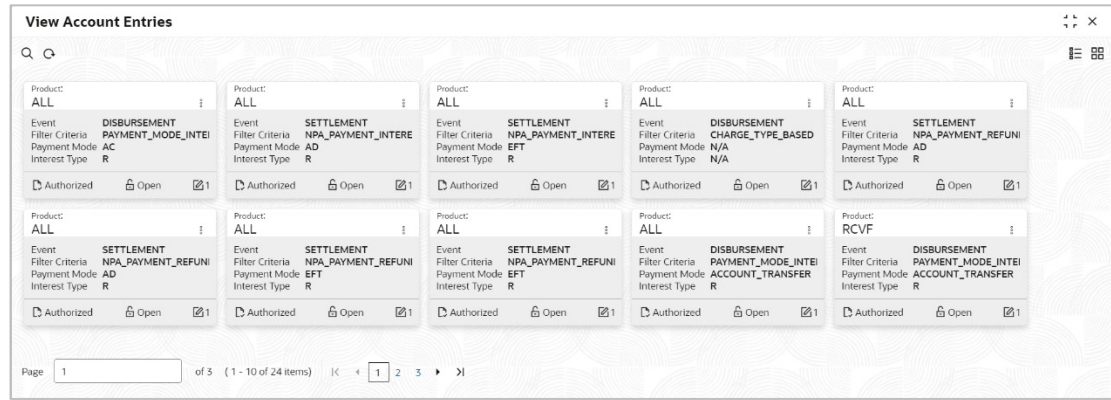 View Account Entries
Product:
ALL
Event DISBURSEMENT
Filter Criteria PAYMENT_MODE_INTEI
Payment Mode AC
Interest Type R
Authorized Open 1
Product:
ALL
Event SETTLEMENT
Filter Criteria NPA_PAYMENT_INTERE
Payment Mode AD
Interest Type R
Authorized Open 1
Product:
ALL
Event SETTLEMENT
Filter Criteria NPA_PAYMENT_INTERE
Payment Mode EFT
Interest Type R
Authorized Open 1
Product:
ALL
Event DISBURSEMENT
Filter Criteria CHARGE_TYPE_BASED
Payment Mode N/A
Interest Type N/A
Authorized Open 1
Product:
ALL
Event SETTLEMENT
Filter Criteria NPA_PAYMENT_REFUNI
Payment Mode AD
Interest Type R
Authorized Open 1
Product:
ALL
Event SETTLEMENT
Filter Criteria NPA_PAYMENT_REFUNI
Payment Mode AD
Interest Type R
Authorized Open 1
Product:
ALL
Event SETTLEMENT
Filter Criteria NPA_PAYMENT_REFUNI
Payment Mode EFT
Interest Type R
Authorized Open 1
Product:
ALL
Event SETTLEMENT
Filter Criteria NPA_PAYMENT_REFUNI
Payment Mode EFT
Interest Type R
Authorized Open 1
Product:
ALL
Event DISBURSEMENT
Filter Criteria PAYMENT_MODE_INTEI
Payment Mode ACCOUNT_TRANSFER
Interest Type R
Authorized Open 1
Product:
RCVF
Event DISBURSEMENT
Filter Criteria PAYMENT_MODE_INTEI
Payment Mode ACCOUNT_TRANSFER
Interest Type R
Authorized Open 1
Page 1 of 3 (1 - 10 of 24 items) 1 2 3